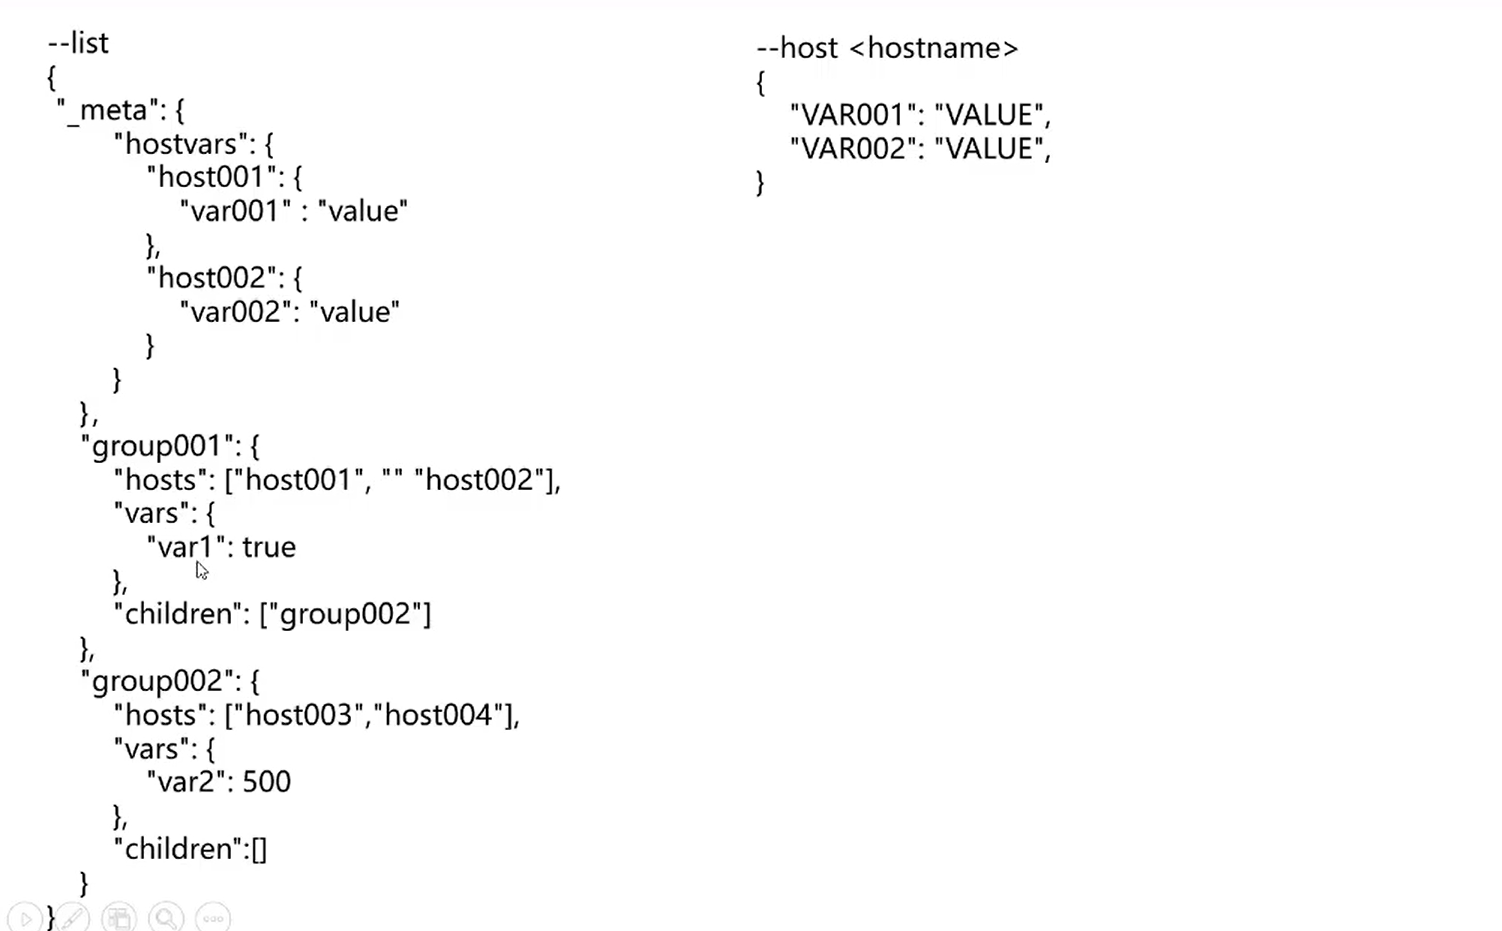 --list
{
"_meta": {
"hostvars": {
"host001": {
"var001" : "value"
},
"host002": {
"var002": "value"
}
}
},
"group001": {
"hosts": ["host001", "" "host002"],
"vars": {
"var1": true
},
"children": ["group002"]
},
"group002": {
"hosts": ["host003","host004"],
"vars": {
"var2": 500
},
"children":[]
}
}
--host <hostname>
{
"VAR001": "VALUE",
"VAR002": "VALUE",
}